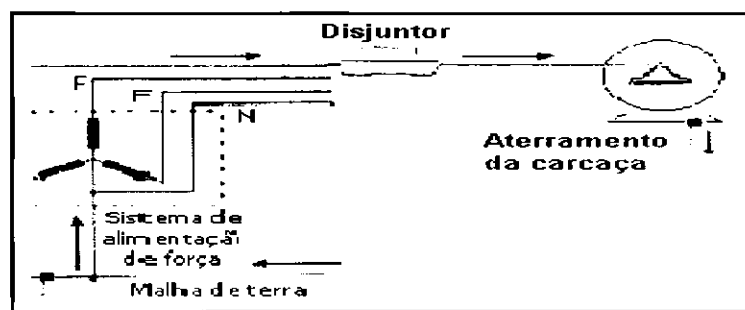 Disjuntor
F
F
N
Aterramento
da carcaça
Sistema de
alimentaçã
de força
Malha de terra